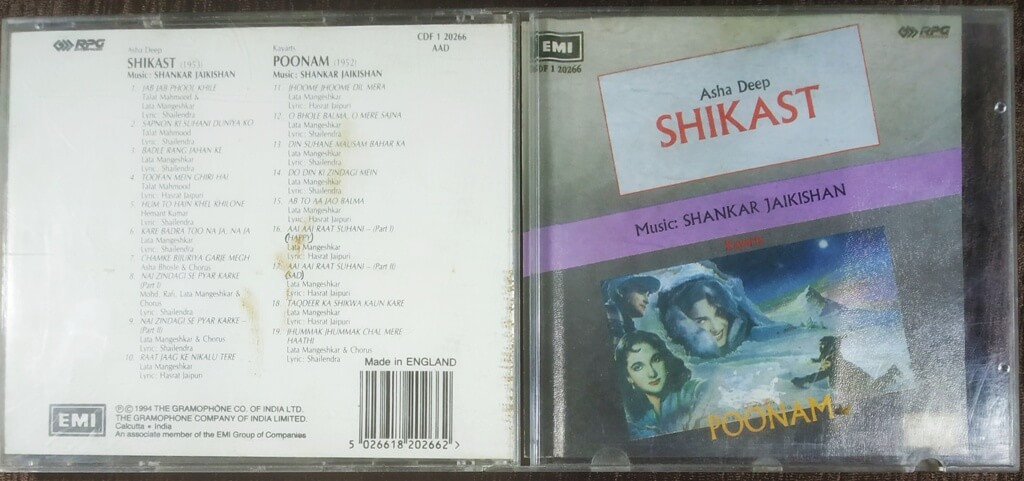 RPG
CDF 1 20266
AAD
Asha Deep
SHIKAST (1953)
Music: SHANKAR JAIKISHAN
1. JAB JAB PHOOL KHILE
Talat Mahmood &
Lata Mangeshkar
Lyric: Shailendra
2. SAPNON KI SUHANI DUNIYA KO
Talat Mahmood
Lyric: Shailendra
3. BADLE RANG JAHAN KE
Lata Mangeshkar
Lyric: Shailendra
4. TOOFAN MEIN GHIRI HAI
Talat Mahmood
Lyric: Hasrat Jaipuri
5. HUM TO HAIN KHEL KHILONE
Hemant Kumar
Lyric: Shailendra
6. KARE BADRA TOO NA JA, NA JA
Lata Mangeshkar
Lyric: Shailendra
7. CHAMKE BIJURIYA GARJE MEGH
Asha Bhosle & Chorus
8. NAI ZINDAGI SE PYAR KARKE
(Part I)
Mohd. Rafi, Lata Mangeshkar &
Chorus
Lyric: Shailendra
9. NAI ZINDAGI SE PYAR KARKE –
(Part II)
Lata Mangeshkar & Chorus
Lyric: Shailendra
10. RAAT JAAG KE NIKALU TERE
Lata Mangeshkar
Lyric: Hasrat Jaipuri
Kavam
POONAM (1952)
Music: SHANKAR JAIKISHAN
11. JHOOME JHOOME DIL MERA
Lata Mangeshkar
Lyric: Hasrat Jaipuri
12. O BHOLE BALMA, O MERE SAJNA
Lata Mangeshkar
Lyric: Shailendra
13. DIN SUHANE MAUSAM BAHAR KA
Lata Mangeshkar
Lyric: Shailendra
14. DO DIN KI ZINDAGI MEIN
Lata Mangeshkar
Lyric: Shailendra
15. AB TO AA JAO BALMA
Lata Mangeshkar
Lyric: Hasrat Jaipuri
16. AAI AAI RAAT SUHANI – (Part I)
(HAPPY)
Lata Mangeshkar
Lyric: Hasrat Jaipuri
17. AAI AAI RAAT SUHANI – (Part II)
(SAD)
Lata Mangeshkar
Lyric: Hasrat Jaipuri
18. TAQDEER KA SHIKWA KAUN KARE
Lata Mangeshkar
Lyric: Hasrat Jaipuri
19. JHUMMAK JHUMMAK CHAL MERE
HAATHI
Lata Mangeshkar & Chorus
Lyric: Shailendra
Made in ENGLAND
5 026618 202662 >
EMI
℗ © 1994 THE GRAMOPHONE CO. OF INDIA LTD.
THE GRAMOPHONE COMPANY OF INDIA LIMITED.
Calcutta • India
An associate member of the EMI Group of Companies
EMI
CDF 1 20266
RPG
Asha Deep
SHIKAST
Music: SHANKAR JAIKISHAN
POONAM